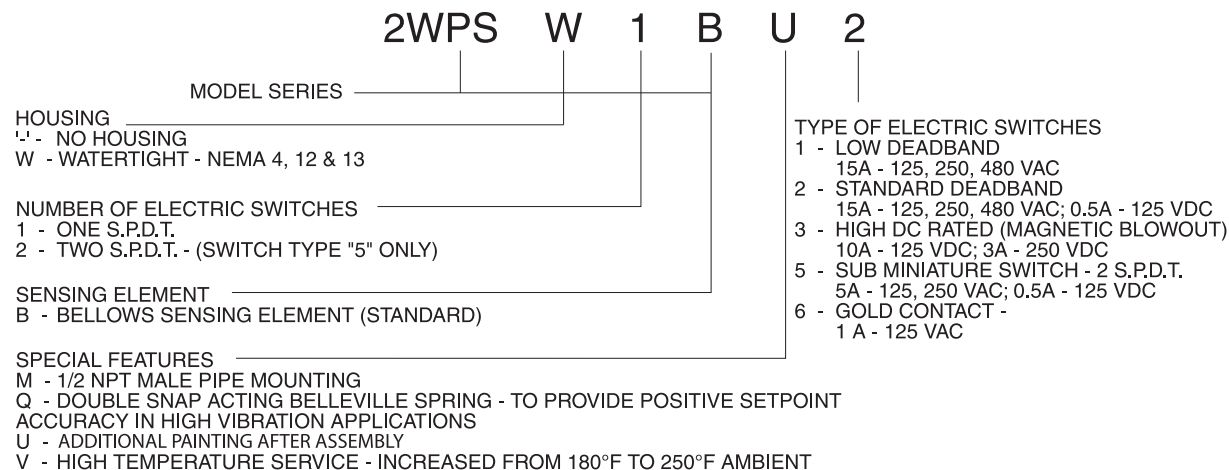 2WPS W 1 B U 2
MODEL SERIES
HOUSING
'-' - NO HOUSING
W - WATERTIGHT - NEMA 4, 12 & 13
NUMBER OF ELECTRIC SWITCHES
1 - ONE S.P.D.T.
2 - TWO S.P.D.T. - (SWITCH TYPE "5" ONLY)
SENSING ELEMENT
B - BELLOWS SENSING ELEMENT (STANDARD)
SPECIAL FEATURES
M - 1/2 NPT MALE PIPE MOUNTING
Q - DOUBLE SNAP ACTING BELLEVILLE SPRING - TO PROVIDE POSITIVE SETPOINT
ACCURACY IN HIGH VIBRATION APPLICATIONS
U - ADDITIONAL PAINTING AFTER ASSEMBLY
V - HIGH TEMPERATURE SERVICE - INCREASED FROM 180°F TO 250°F AMBIENT
TYPE OF ELECTRIC SWITCHES
1 - LOW DEADBAND
15A - 125, 250, 480 VAC
2 - STANDARD DEADBAND
15A - 125, 250, 480 VAC; 0.5A - 125 VDC
3 - HIGH DC RATED (MAGNETIC BLOWOUT)
10A - 125 VDC; 3A - 250 VDC
5 - SUB MINIATURE SWITCH - 2 S.P.D.T.
5A - 125, 250 VAC; 0.5A - 125 VDC
6 - GOLD CONTACT -
1 A - 125 VAC